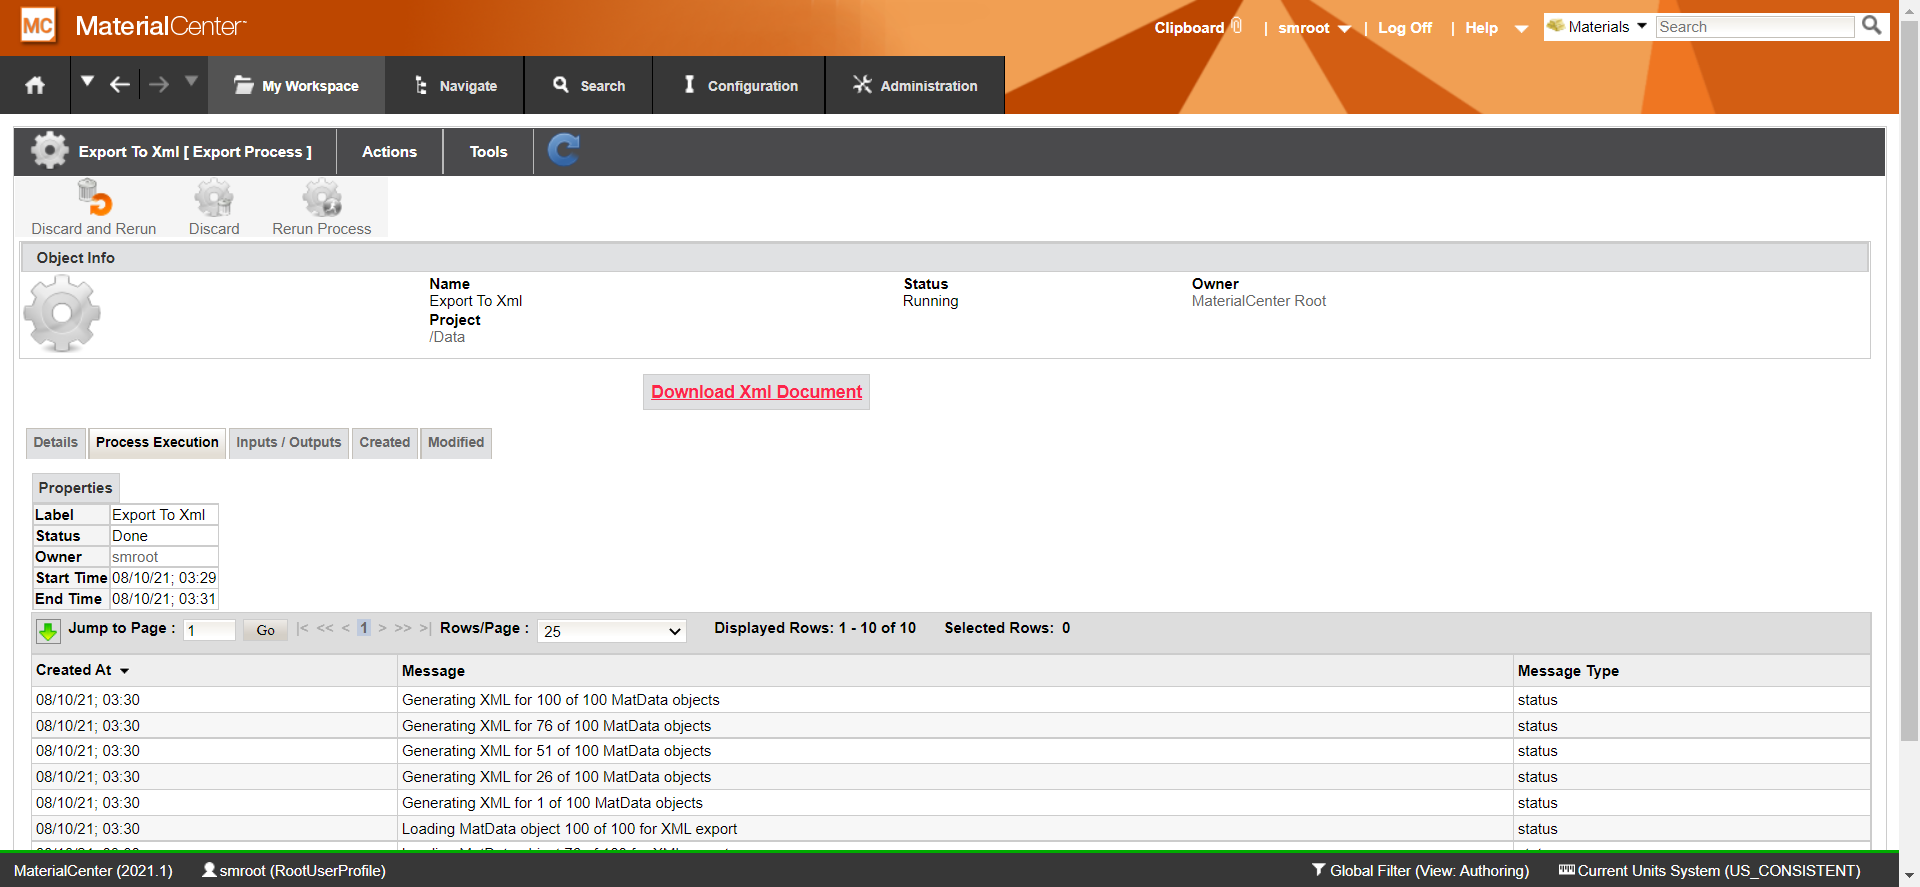 MC MaterialCenter
Clipboard | smroot | Log Off | Help Materials Search
My Workspace Navigate Search Configuration Administration
Export To Xml [ Export Process ] Actions Tools
Discard and Rerun Discard Rerun Process
Object Info
Name Status Owner
Export To Xml Running MaterialCenter Root
Project
/Data
Download Xml Document
Details Process Execution Inputs / Outputs Created Modified
Properties
Label Export To Xml
Status Done
Owner smroot
Start Time 08/10/21; 03:29
End Time 08/10/21; 03:31
Jump to Page : 1 Go |< << < 1 > >> >| Rows/Page : 25 Displayed Rows: 1 - 10 of 10 Selected Rows: 0
Created At Message Message Type
08/10/21; 03:30 Generating XML for 100 of 100 MatData objects status
08/10/21; 03:30 Generating XML for 76 of 100 MatData objects status
08/10/21; 03:30 Generating XML for 51 of 100 MatData objects status
08/10/21; 03:30 Generating XML for 26 of 100 MatData objects status
08/10/21; 03:30 Generating XML for 1 of 100 MatData objects status
08/10/21; 03:30 Loading MatData object 100 of 100 for XML export status
MaterialCenter (2021.1) smroot (RootUserProfile) Global Filter (View: Authoring) Current Units System (US_CONSISTENT)